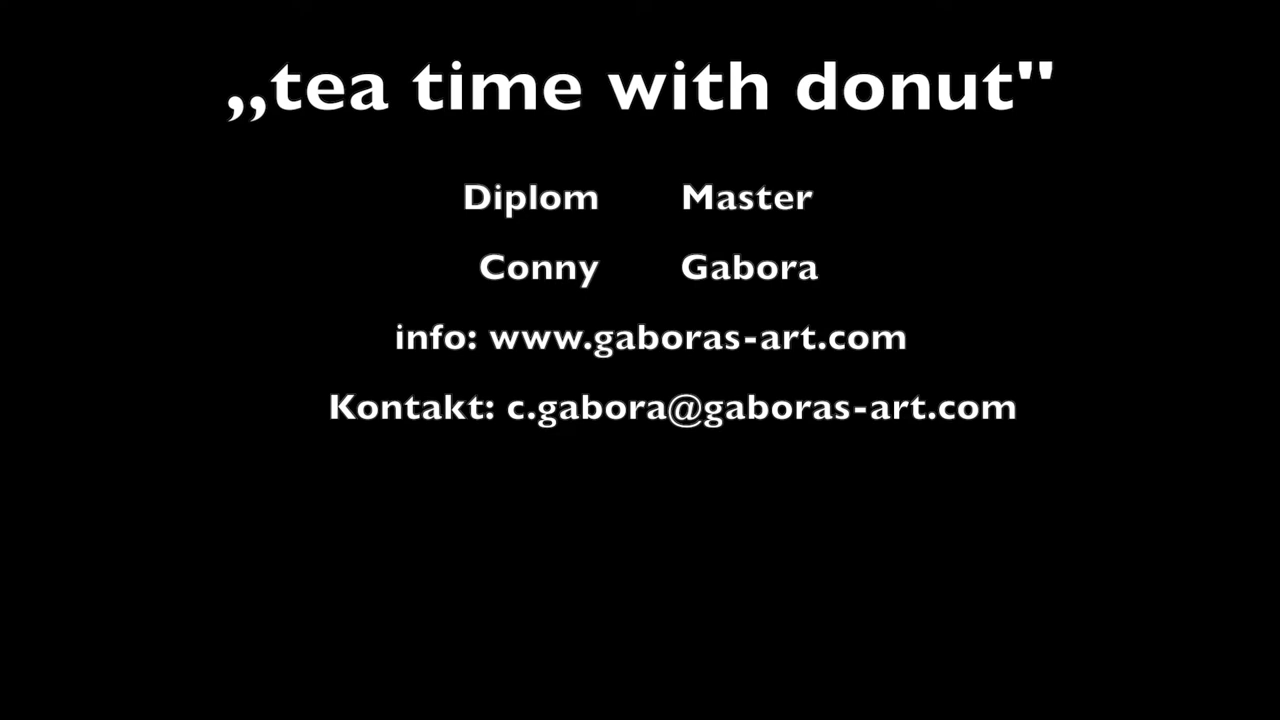 „tea time with donut"
Diplom Master
Conny Gabora
info: www.gaboras-art.com
Kontakt: c.gabora@gaboras-art.com